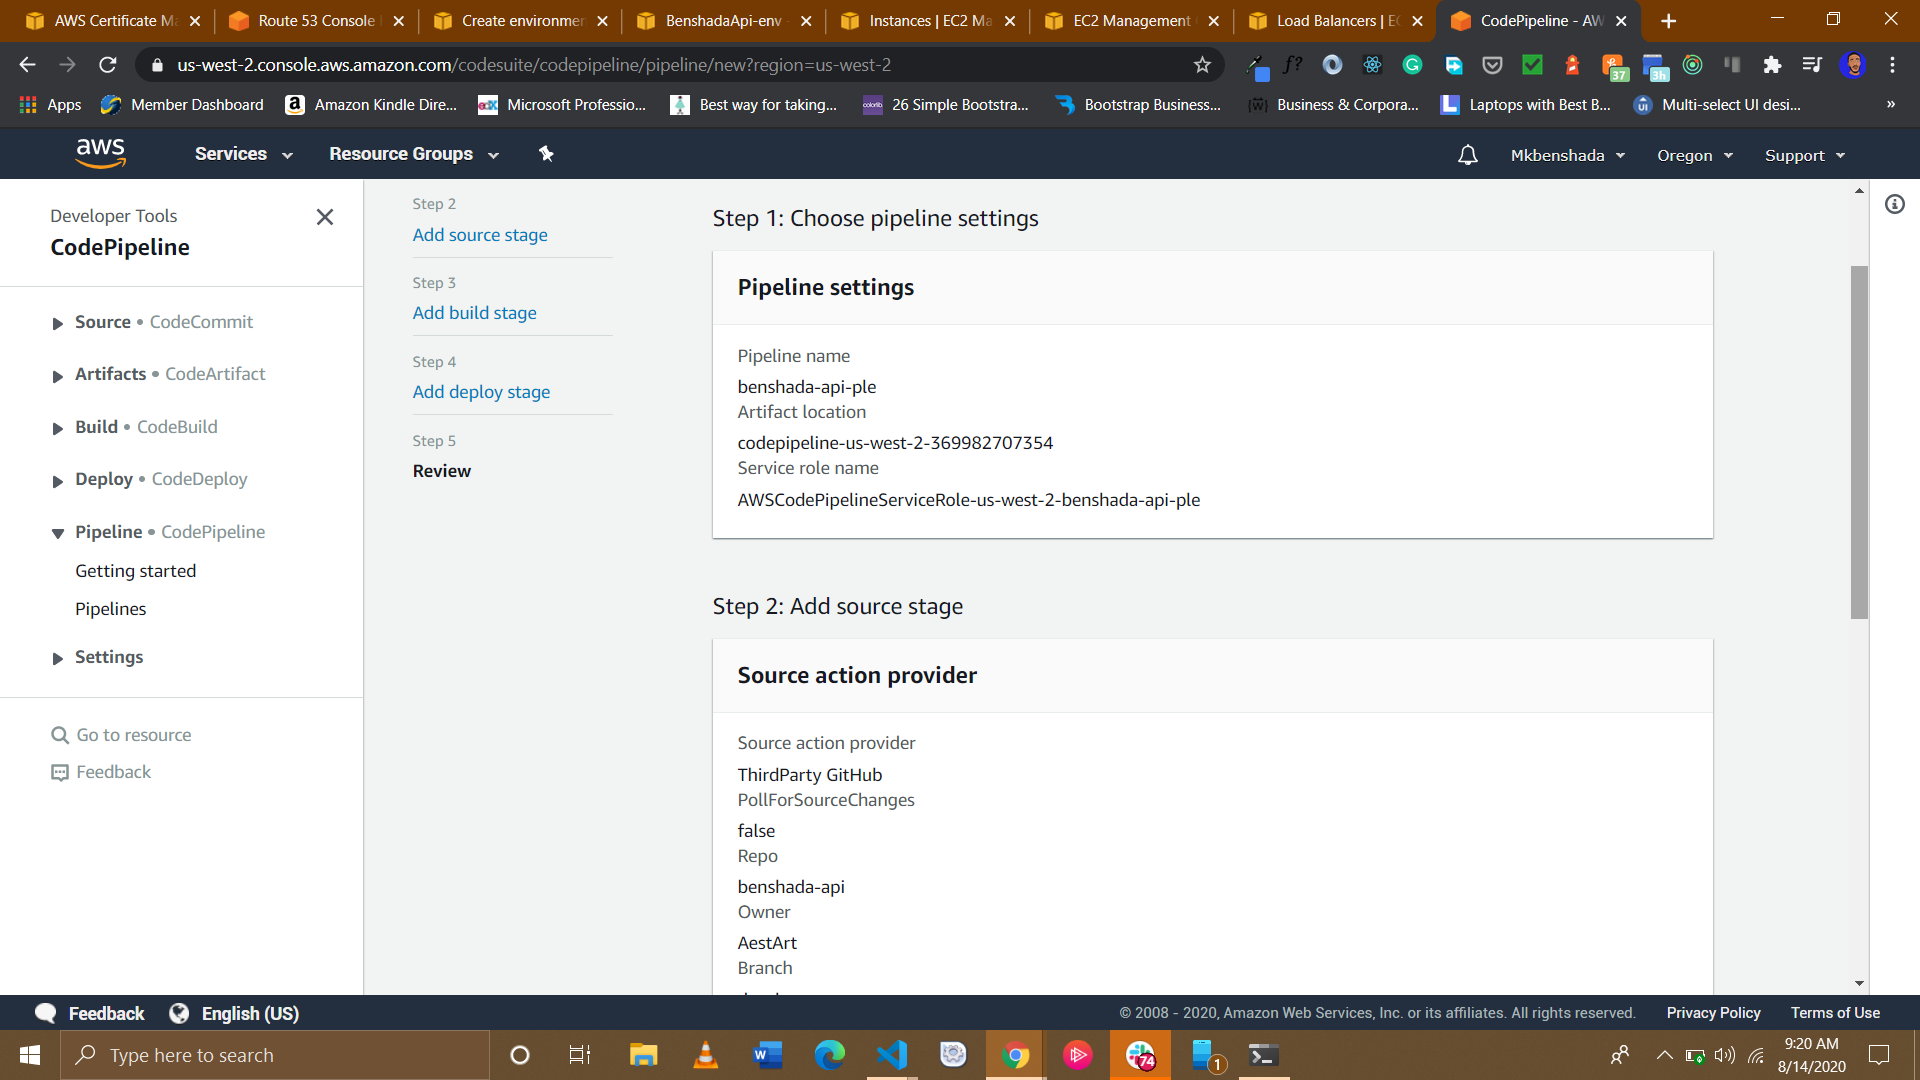 AWS Certificate Ma
Route 53 Console
Create environmen
BenshadaApi-env
Instances | EC2 Ma
EC2 Management
Load Balancers | EC
CodePipeline - AW
us-west-2.console.aws.amazon.com/codesuite/codepipeline/pipeline/new?region=us-west-2
f?
37
3h
Apps
Member Dashboard
Amazon Kindle Dire...
Microsoft Professio...
Best way for taking...
26 Simple Bootstra...
Bootstrap Business...
Business & Corpora...
Laptops with Best B...
Multi-select UI desi...
»
aws
Services
Resource Groups
Mkbenshada
Oregon
Support
Developer Tools
CodePipeline
Source • CodeCommit
Artifacts • CodeArtifact
Build • CodeBuild
Deploy • CodeDeploy
Pipeline • CodePipeline
Getting started
Pipelines
Settings
Go to resource
Feedback
Step 2
Add source stage
Step 3
Add build stage
Step 4
Add deploy stage
Step 5
Review
Step 1: Choose pipeline settings
Pipeline settings
Pipeline name
benshada-api-ple
Artifact location
codepipeline-us-west-2-369982707354
Service role name
AWSCodePipelineServiceRole-us-west-2-benshada-api-ple
Step 2: Add source stage
Source action provider
Source action provider
ThirdParty GitHub
PollForSourceChanges
false
Repo
benshada-api
Owner
AestArt
Branch
Feedback
English (US)
© 2008 - 2020, Amazon Web Services, Inc. or its affiliates. All rights reserved.
Privacy Policy
Terms of Use
Type here to search
74
1
9:20 AM
8/14/2020